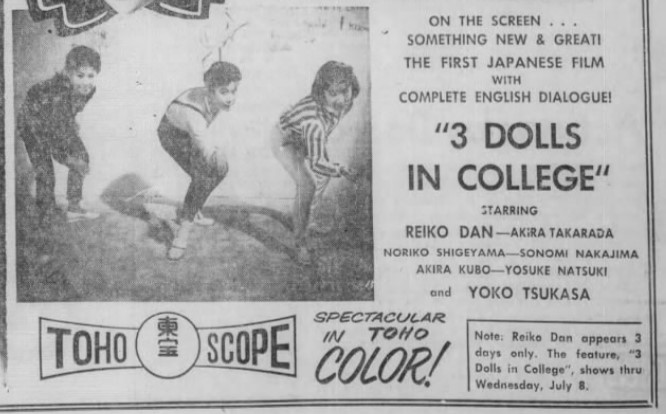 ON THE SCREEN . . .
SOMETHING NEW & GREAT!
THE FIRST JAPANESE FILM
WITH
COMPLETE ENGLISH DIALOGUE!
"3 DOLLS
IN COLLEGE"
STARRING
REIKO DAN—AKIRA TAKARADA
NORIKO SHIGEYAMA—SONOMI NAKAJIMA
AKIRA KUBO—YOSUKE NATSUKI
and YOKO TSUKASA
TOHO 東宝 SCOPE
SPECTACULAR
IN TOHO
COLOR!
Note: Reiko Dan appears 3
days only. The feature, "3
Dolls in College", shows thru
Wednesday, July 8.